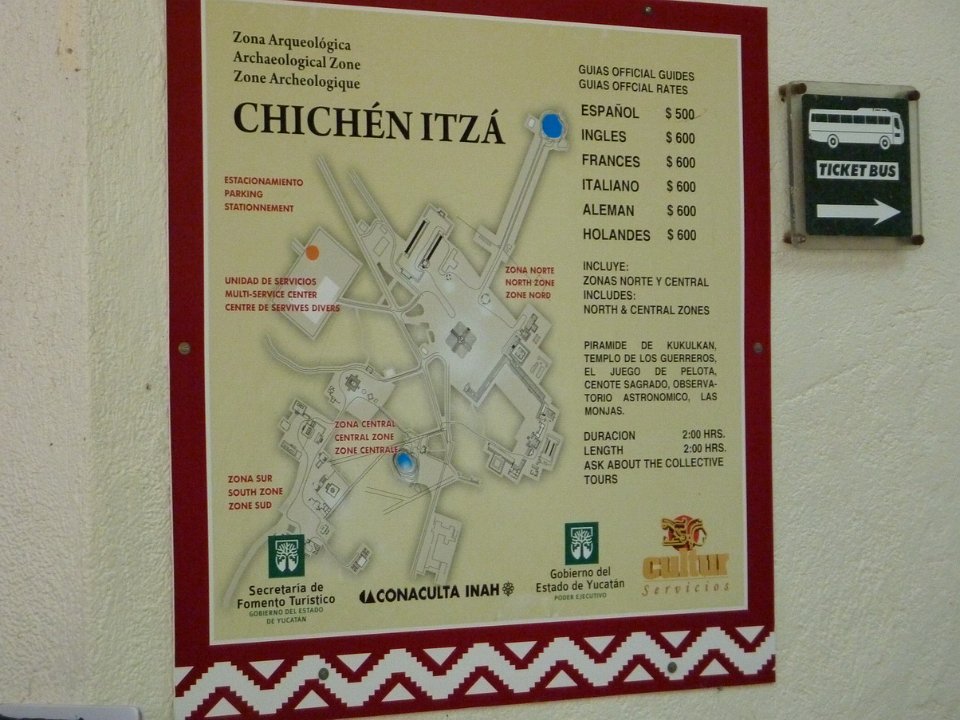 Zona Arqueológica
Archaeological Zone
Zone Archeologique
CHICHÉN ITZÁ
ESTACIONAMIENTO
PARKING
STATIONNEMENT
UNIDAD DE SERVICIOS
MULTI-SERVICE CENTER
CENTRE DE SERVIVES DIVERS
ZONA NORTE
NORTH ZONE
ZONE NORD
ZONA CENTRAL
CENTRAL ZONE
ZONE CENTRALE
ZONA SUR
SOUTH ZONE
ZONE SUD
GUIAS OFFICIAL GUIDES
GUIAS OFFCIAL RATES
ESPAÑOL $ 500
INGLES $ 600
FRANCES $ 600
ITALIANO $ 600
ALEMAN $ 600
HOLANDES $ 600
INCLUYE:
ZONAS NORTE Y CENTRAL
INCLUDES:
NORTH & CENTRAL ZONES
PIRAMIDE DE KUKULKAN,
TEMPLO DE LOS GUERREROS,
EL JUEGO DE PELOTA,
CENOTE SAGRADO, OBSERVA-
TORIO ASTRONOMICO, LAS
MONJAS.
DURACION 2:00 HRS.
LENGTH 2:00 HRS.
ASK ABOUT THE COLLECTIVE
TOURS
Secretaría de
Fomento Turístico
GOBIERNO DEL ESTADO
DE YUCATAN
CONACULTA INAH
Gobierno del
Estado de Yucatán
PODER EJECUTIVO
cultur
Servicios
TICKET BUS